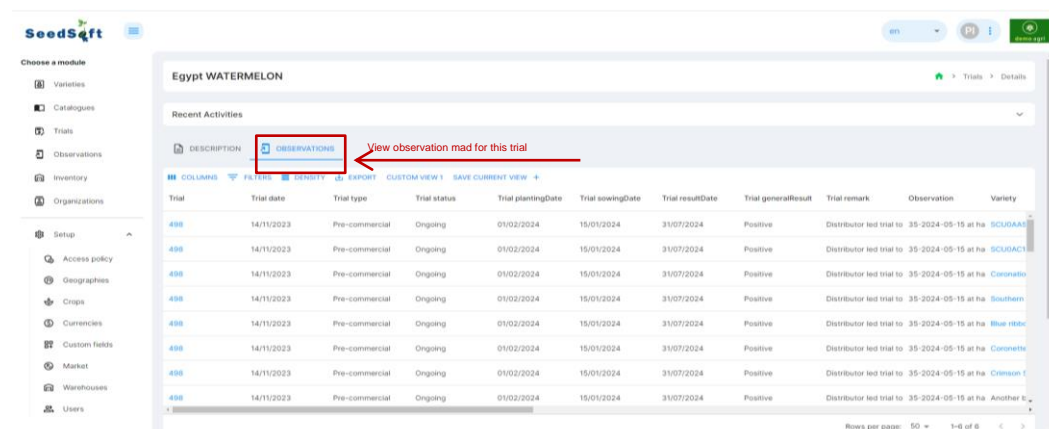 SeedSoft
en
PI
demo agri
Choose a module
Varieties
Catalogues
Trials
Observations
Inventory
Organizations
Setup
Access policy
Geographies
Crops
Currencies
Custom fields
Market
Warehouses
Users
Egypt WATERMELON
> Trials > Details
Recent Activities
DESCRIPTION OBSERVATIONS View observation mad for this trial
COLUMNS FILTERS DENSITY EXPORT CUSTOM VIEW 1 SAVE CURRENT VIEW +
Trial Trial date Trial type Trial status Trial plantingDate Trial sowingDate Trial resultDate Trial generalResult Trial remark Observation Variety
498 14/11/2023 Pre-commercial Ongoing 01/02/2024 15/01/2024 31/07/2024 Positive Distributor led trial to 35-2024-05-15 at ha
498 14/11/2023 Pre-commercial Ongoing 01/02/2024 15/01/2024 31/07/2024 Positive Distributor led trial to 35-2024-05-15 at ha
498 14/11/2023 Pre-commercial Ongoing 01/02/2024 15/01/2024 31/07/2024 Positive Distributor led trial to 35-2024-05-15 at ha Coronatio
498 14/11/2023 Pre-commercial Ongoing 01/02/2024 15/01/2024 31/07/2024 Positive Distributor led trial to 35-2024-05-15 at ha Southern
498 14/11/2023 Pre-commercial Ongoing 01/02/2024 15/01/2024 31/07/2024 Positive Distributor led trial to 35-2024-05-15 at ha Blue ribbo
498 14/11/2023 Pre-commercial Ongoing 01/02/2024 15/01/2024 31/07/2024 Positive Distributor led trial to 35-2024-05-15 at ha Coronette
498 14/11/2023 Pre-commercial Ongoing 01/02/2024 15/01/2024 31/07/2024 Positive Distributor led trial to 35-2024-05-15 at ha Crimson
498 14/11/2023 Pre-commercial Ongoing 01/02/2024 15/01/2024 31/07/2024 Positive Distributor led trial to 35-2024-05-15 at ha Another
Rows per page: 50